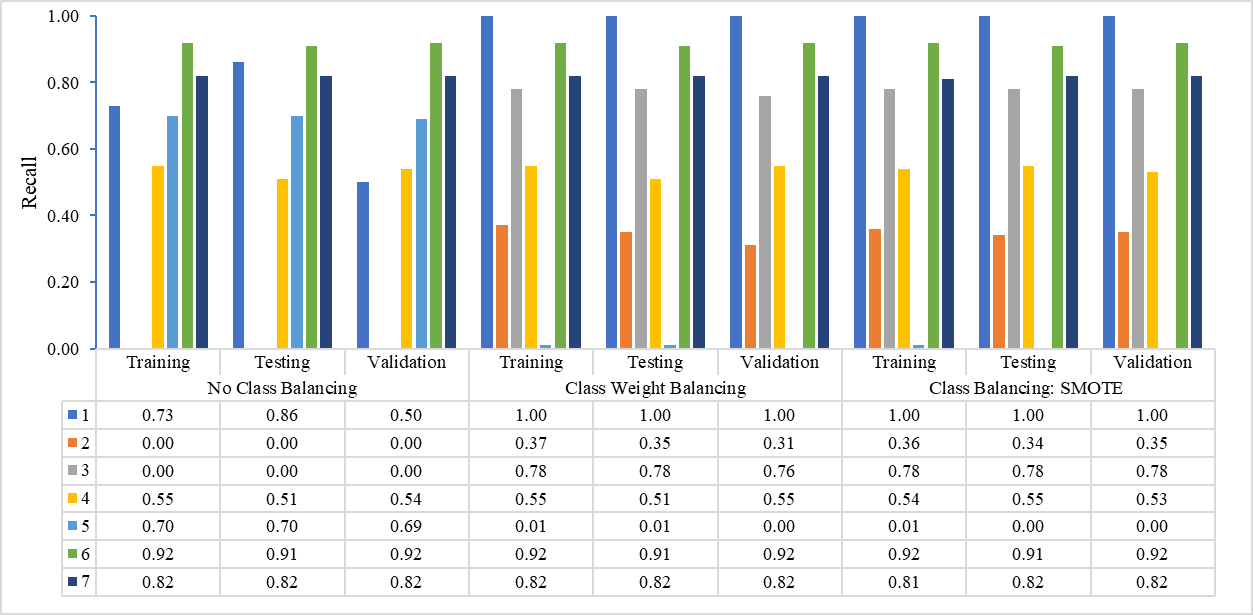 1.00
0.80
0.60
0.40
0.20
0.00
Recall
Training Testing Validation Training Testing Validation Training Testing Validation
No Class Balancing Class Weight Balancing Class Balancing: SMOTE
1 0.73 0.86 0.50 1.00 1.00 1.00 1.00 1.00 1.00
2 0.00 0.00 0.00 0.37 0.35 0.31 0.36 0.34 0.35
3 0.00 0.00 0.00 0.78 0.78 0.76 0.78 0.78 0.78
4 0.55 0.51 0.54 0.55 0.51 0.55 0.54 0.55 0.53
5 0.70 0.70 0.69 0.01 0.01 0.00 0.01 0.00 0.00
6 0.92 0.91 0.92 0.92 0.91 0.92 0.92 0.91 0.92
7 0.82 0.82 0.82 0.82 0.82 0.82 0.81 0.82 0.82